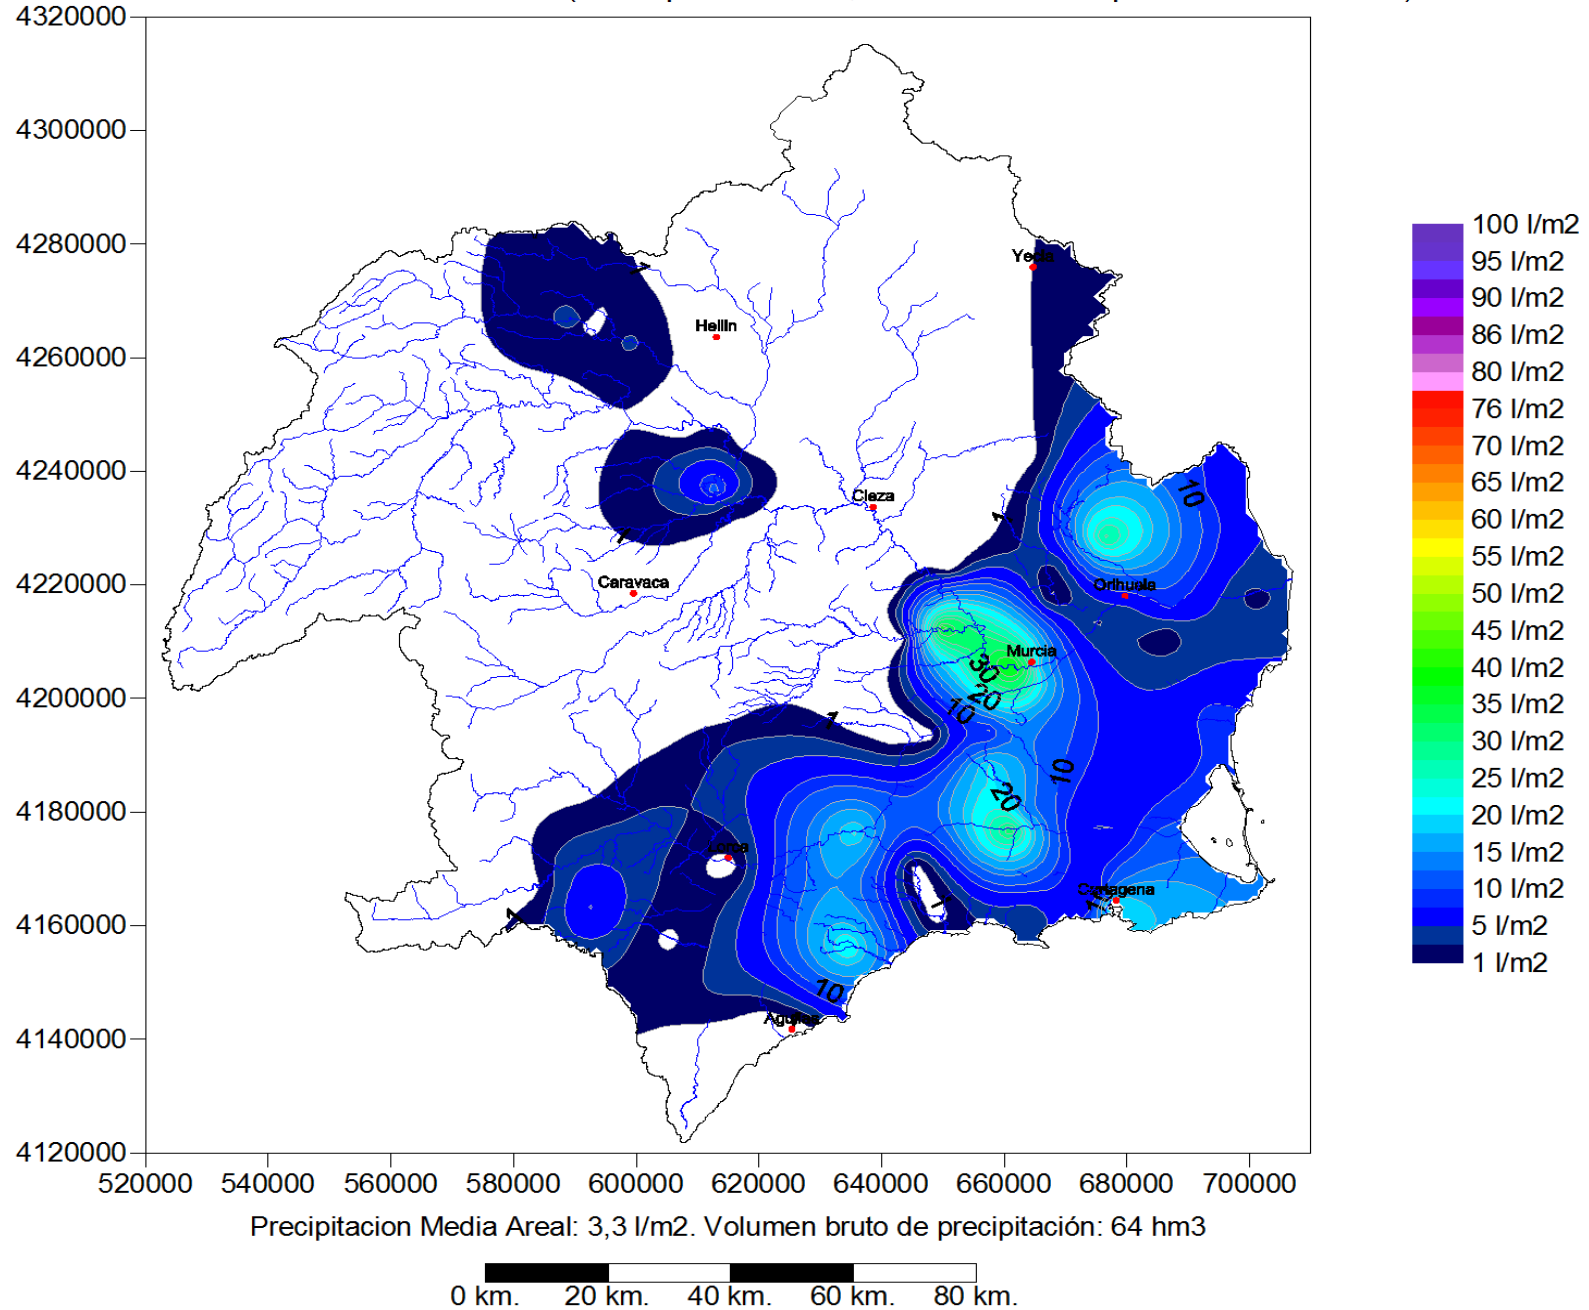 4320000
4300000
4280000
4260000
4240000
4220000
4200000
4180000
4160000
4140000
4120000
520000 540000 560000 580000 600000 620000 640000 660000 680000 700000
Yecla
Hellin
Cieza
Caravaca
Orihuela
Murcia
Lorca
Cartagena
Aguilas
1
1
1
1
1
1
10
30
20
10
10
20
10
100 l/m2
95 l/m2
90 l/m2
86 l/m2
80 l/m2
76 l/m2
70 l/m2
65 l/m2
60 l/m2
55 l/m2
50 l/m2
45 l/m2
40 l/m2
35 l/m2
30 l/m2
25 l/m2
20 l/m2
15 l/m2
10 l/m2
5 l/m2
1 l/m2
Precipitacion Media Areal: 3,3 l/m2. Volumen bruto de precipitación: 64 hm3
0 km. 20 km. 40 km. 60 km. 80 km.